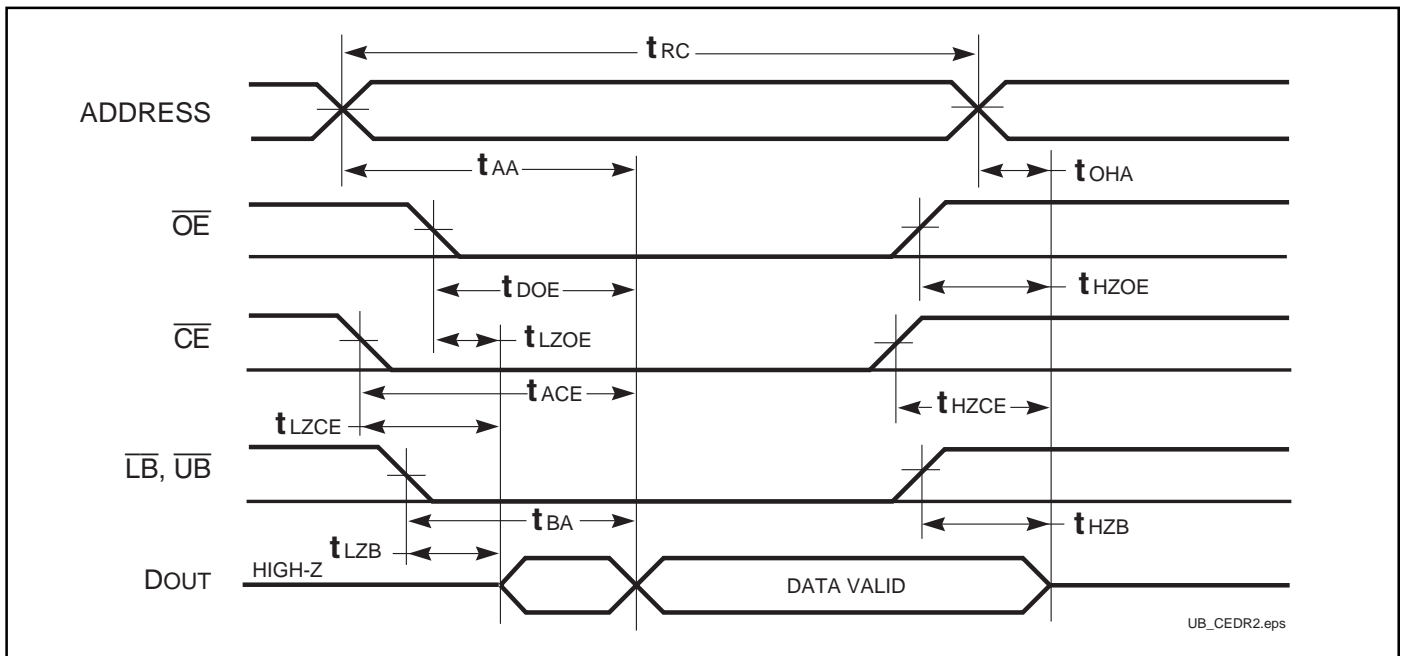 tRC
ADDRESS
tAA
tOHA
OE
tDOE
tHZOE
CE
tLZOE
tACE
tHZCE
tLZCE
LB, UB
tBA
tHZB
tLZB
DOUT
HIGH-Z
DATA VALID
UB_CEDR2.eps